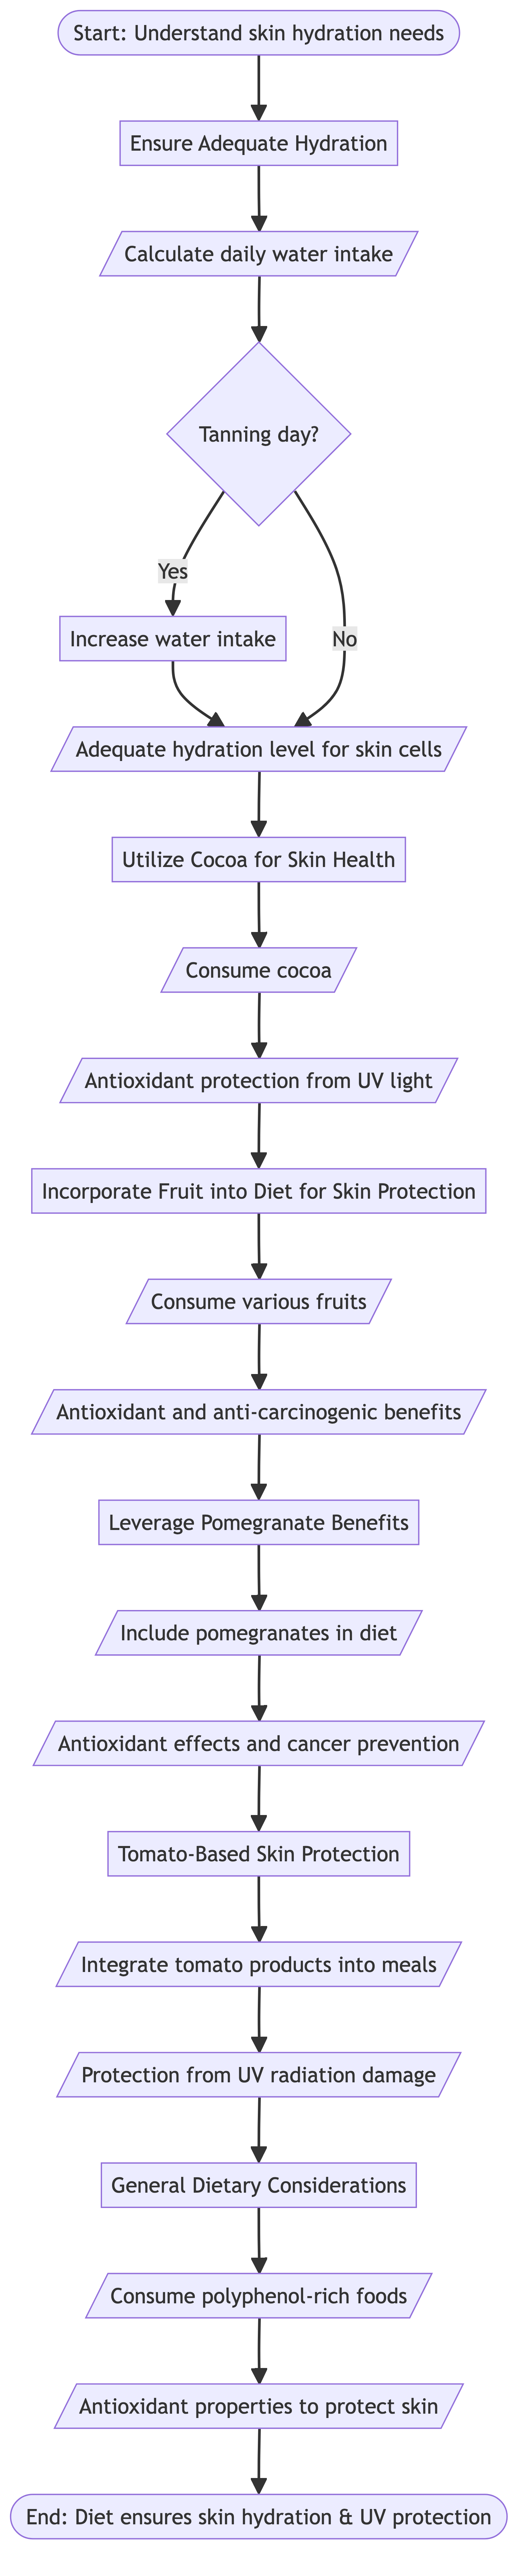 Start: Understand skin hydration needs
Ensure Adequate Hydration
Calculate daily water intake
Tanning day?
Yes
Increase water intake
No
Adequate hydration level for skin cells
Utilize Cocoa for Skin Health
Consume cocoa
Antioxidant protection from UV light
Incorporate Fruit into Diet for Skin Protection
Consume various fruits
Antioxidant and anti-carcinogenic benefits
Leverage Pomegranate Benefits
Include pomegranates in diet
Antioxidant effects and cancer prevention
Tomato-Based Skin Protection
Integrate tomato products into meals
Protection from UV radiation damage
General Dietary Considerations
Consume polyphenol-rich foods
Antioxidant properties to protect skin
End: Diet ensures skin hydration & UV protection